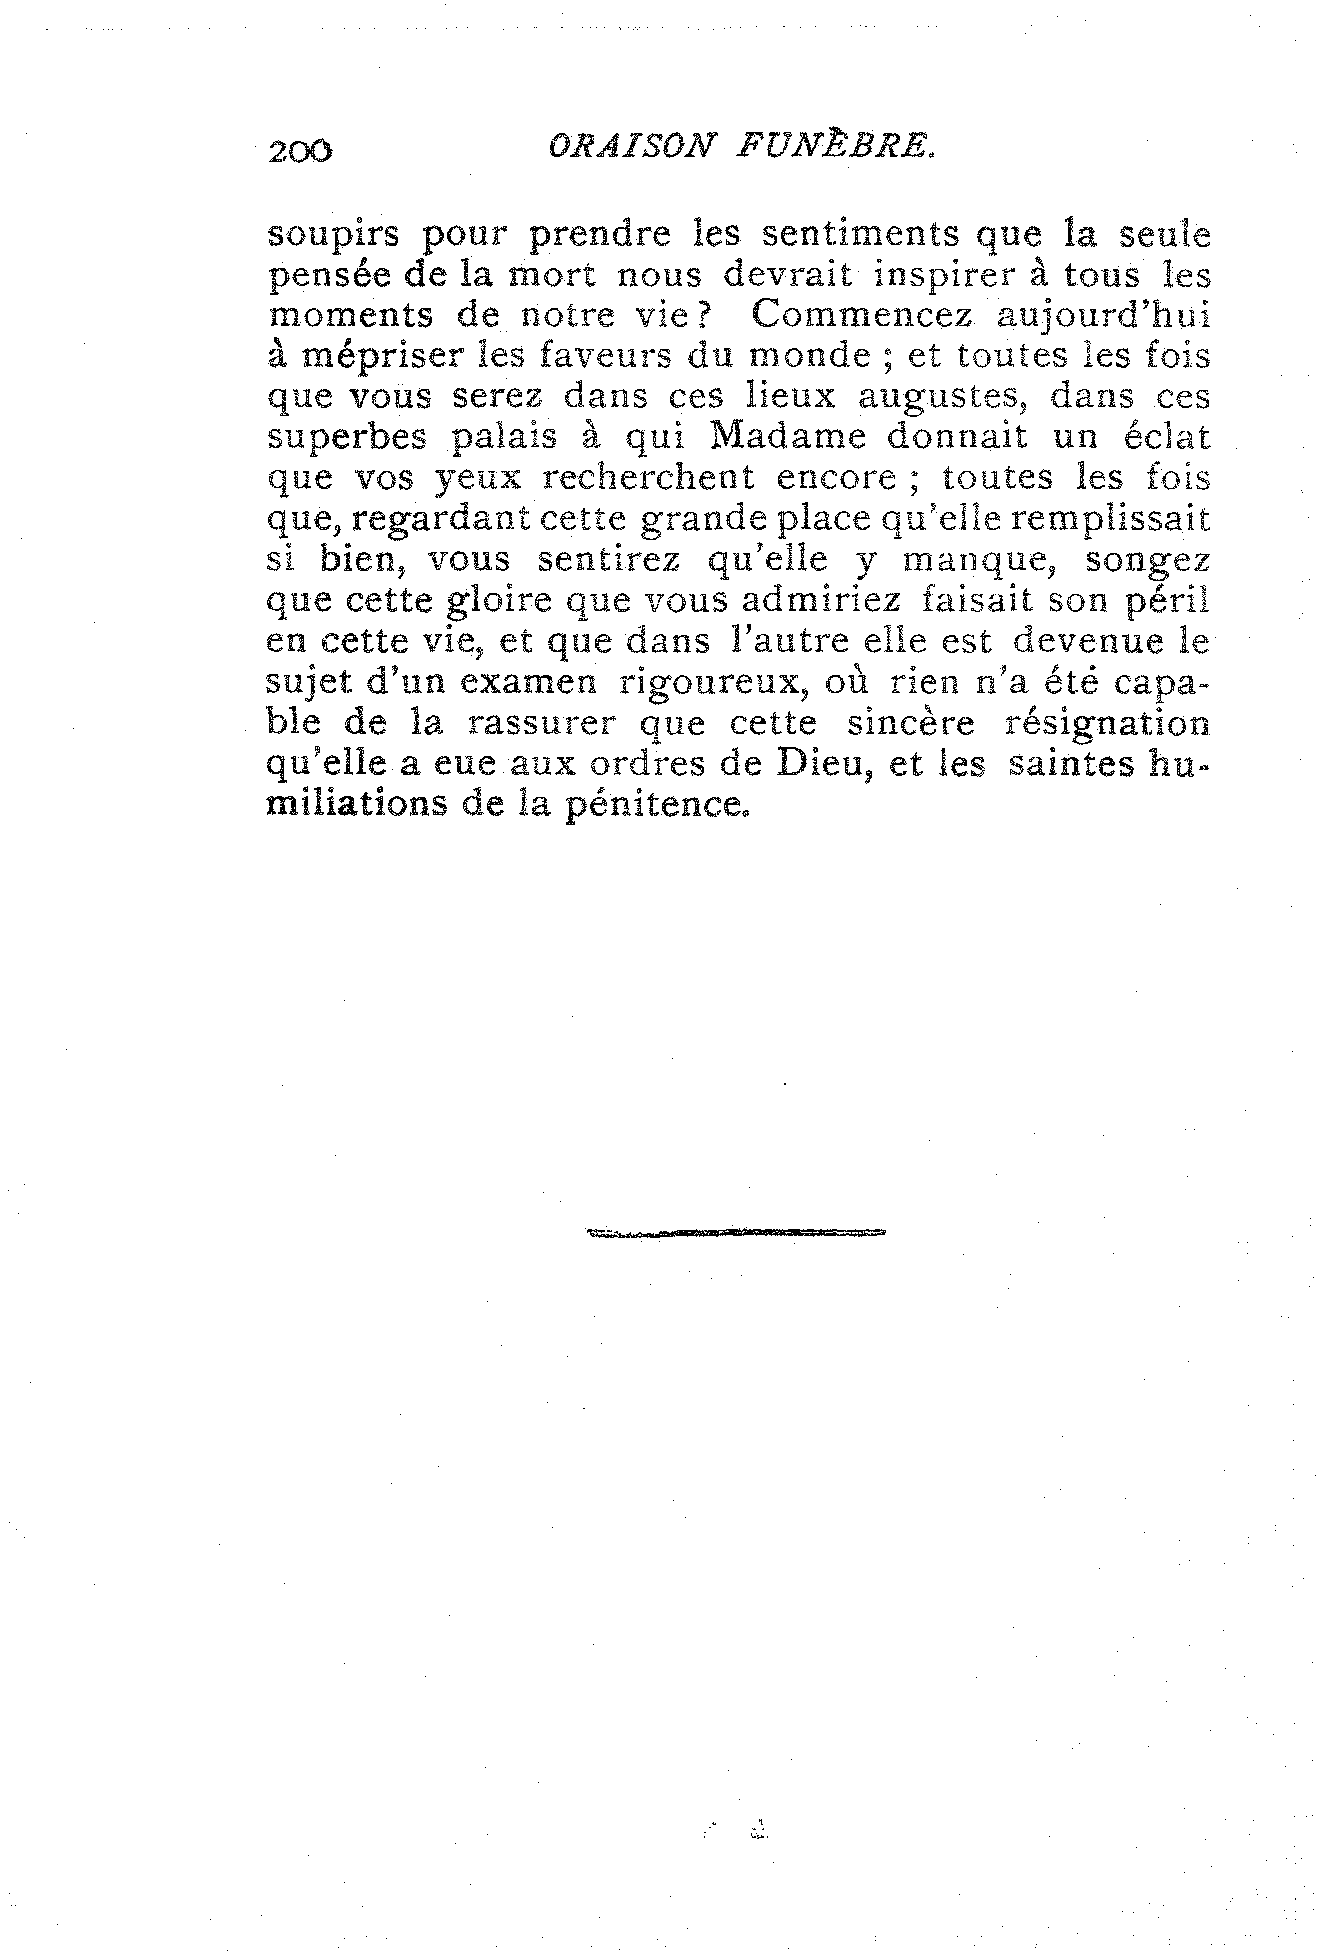 200 ORAISON FUNÈBRE.
soupirs pour prendre les sentiments que la seule
pensée de la mort nous devrait inspirer à tous les
moments de notre vie ? Commencez aujourd'hui
à mépriser les faveurs du monde ; et toutes les fois
que vous serez dans ces lieux augustes, dans ces
superbes palais à qui Madame donnait un éclat
que vos yeux recherchent encore ; toutes les fois
que, regardant cette grande place qu'elle remplissait
si bien, vous sentirez qu'elle y manque, songez
que cette gloire que vous admiriez faisait son péril
en cette vie, et que dans l'autre elle est devenue le
sujet d'un examen rigoureux, où rien n'a été capa-
ble de la rassurer que cette sincère résignation
qu'elle a eue aux ordres de Dieu, et les saintes hu-
miliations de la pénitence.